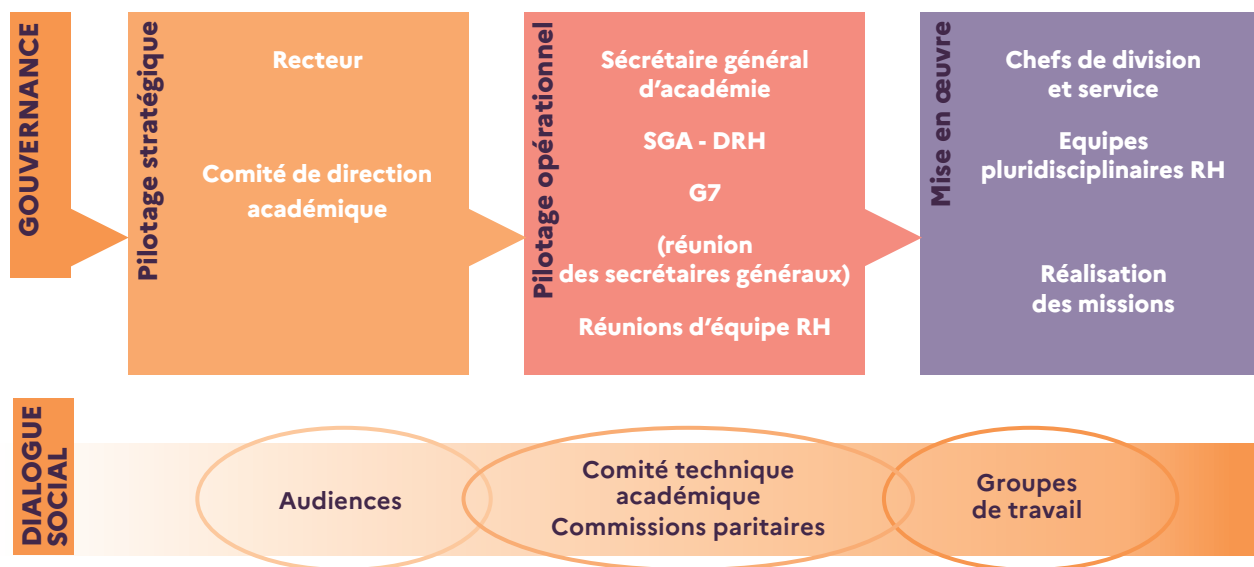 GOUVERNANCE
Pilotage stratégique
Recteur
Comité de direction
académique
Pilotage opérationnel
Sécrétaire général
d'académie
SGA - DRH
G7
(réunion
des secrétaires généraux)
Réunions d'équipe RH
Mise en œuvre
Chefs de division
et service
Equipes
pluridisciplinaires RH
Réalisation
des missions
DIALOGUE
SOCIAL
Audiences
Comité technique
académique
Commissions paritaires
Groupes
de travail